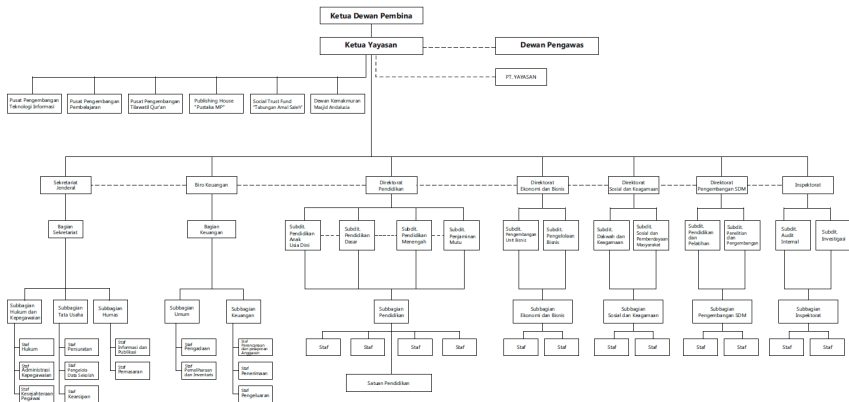 Ketua Dewan Pembina
Ketua Yayasan
Dewan Pengawas
PT. YAYASAN
Pusat Pengembangan
Teknologi Informasi
Pusat Pengembangan
Pembelajaran
Pusat Pengembangan
Tilawatil Qur'an
Publishing House
"Pustaka MP"
Social Trust Fund
"Tabungan Amal Saleh"
Dewan Kemakmuran
Masjid Andalusia
Sekretariat
Jenderal
Biro Keuangan
Direktorat
Pendidikan
Direktorat
Ekonomi dan Bisnis
Direktorat
Sosial dan Keagamaan
Direktorat
Pengembangan SDM
Inspektorat
Bagian
Sekretariat
Bagian
Keuangan
Subdit.
Pendidikan
Anak
Usia Dini
Subdit.
Pendidikan
Dasar
Subdit.
Pendidikan
Menengah
Subdit.
Penjaminan
Mutu
Subdit.
Pengembangan
Unit Bisnis
Subdit.
Pengelolaan
Bisnis
Subdit.
Dakwah dan
Keagamaan
Subdit.
Sosial dan
Pemberdayaan
Masyarakat
Subdit.
Pendidikan
dan
Pelatihan
Subdit.
Penelitian
dan
Pengembangan
Subdit.
Audit
Internal
Subdit.
Investigasi
Subbagian
Hukum dan
Kepegawaian
Subbagian
Tata Usaha
Subbagian
Humas
Subbagian
Umum
Subbagian
Keuangan
Subbagian
Pendidikan
Subbagian
Ekonomi dan Bisnis
Subbagian
Sosial dan Keagamaan
Subbagian
Pengembangan SDM
Subbagian
Inspektorat
Staf
Hukum
Staf
Persuratan
Staf
Informasi dan
Publikasi
Staf
Pengadaan
Staf
Perencanaan
dan pelaporan
Anggaran
Staf
Staf
Staf
Staf
Staf
Staf
Staf
Staf
Staf
Staf
Staf
Staf
Staf
Administrasi
Kepegawaian
Staf
Pengelola
Data Sekolah
Staf
Pemasaran
Staf
Pemeliharaan
dan Inventaris
Staf
Penerimaan
Staf
Kesejahteraan
Pegawai
Staf
Kearsipan
Staf
Pengeluaran
Satuan Pendidikan